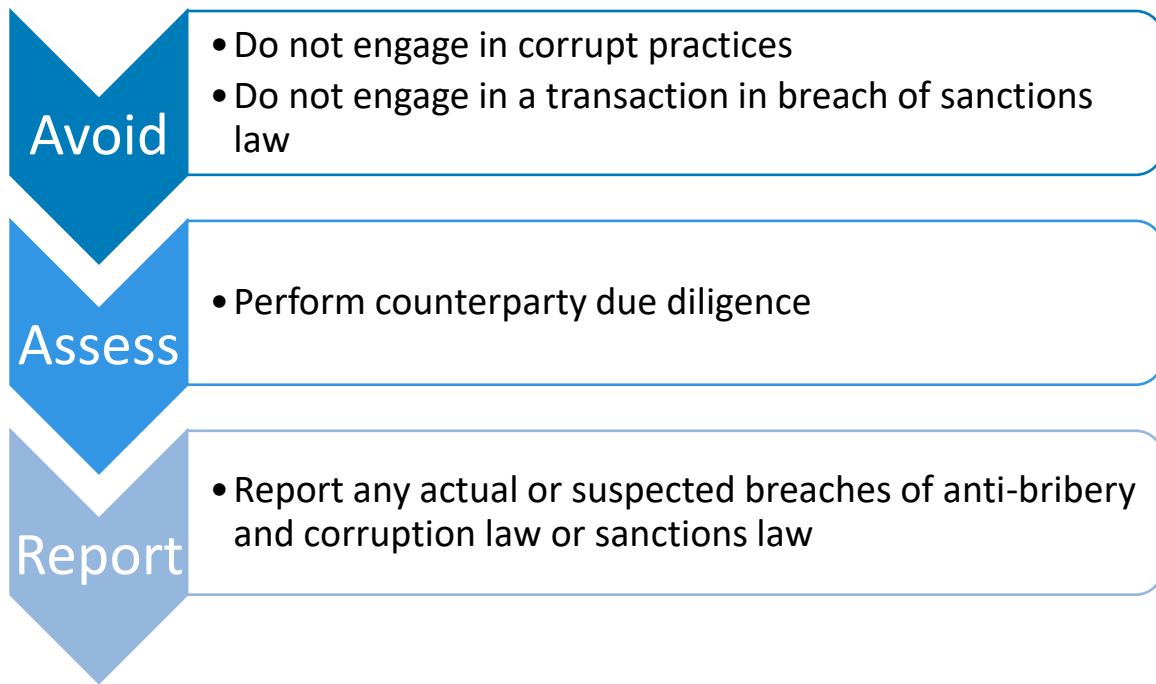 Avoid
• Do not engage in corrupt practices
• Do not engage in a transaction in breach of sanctions
law
Assess
• Perform counterparty due diligence
Report
• Report any actual or suspected breaches of anti-bribery
and corruption law or sanctions law